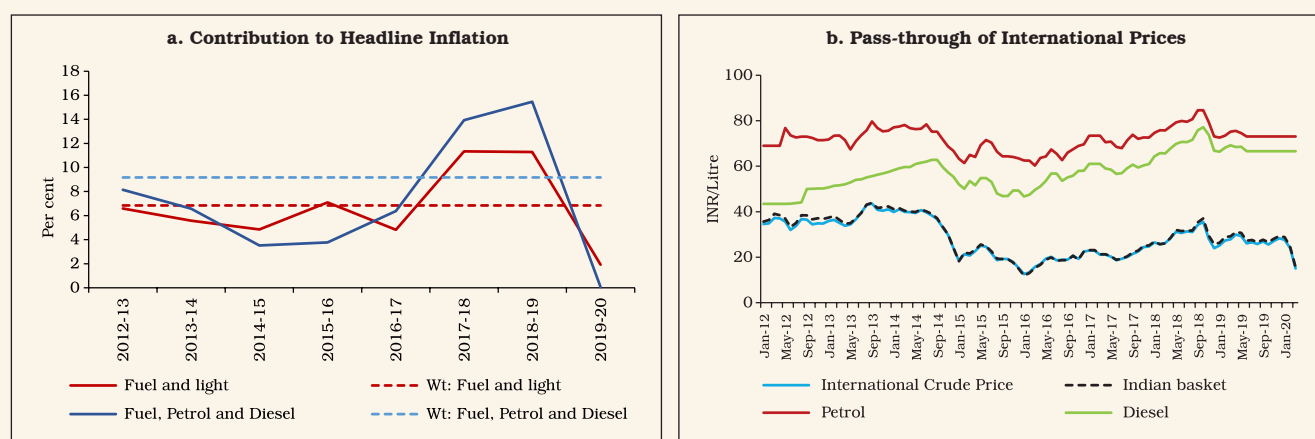 a. Contribution to Headline Inflation
Per cent
18
16
14
12
10
8
6
4
2
0
2012-13
2013-14
2014-15
2015-16
2016-17
2017-18
2018-19
2019-20
Fuel and light
Wt: Fuel and light
Fuel, Petrol and Diesel
Wt: Fuel, Petrol and Diesel
b. Pass-through of International Prices
INR/Litre
100
80
60
40
20
0
Jan-12
May-12
Sep-12
Jan-13
May-13
Sep-13
Jan-14
May-14
Sep-14
Jan-15
May-15
Sep-15
Jan-16
May-16
Sep-16
Jan-17
May-17
Sep-17
Jan-18
May-18
Sep-18
Jan-19
May-19
Sep-19
Jan-20
International Crude Price
Indian basket
Petrol
Diesel